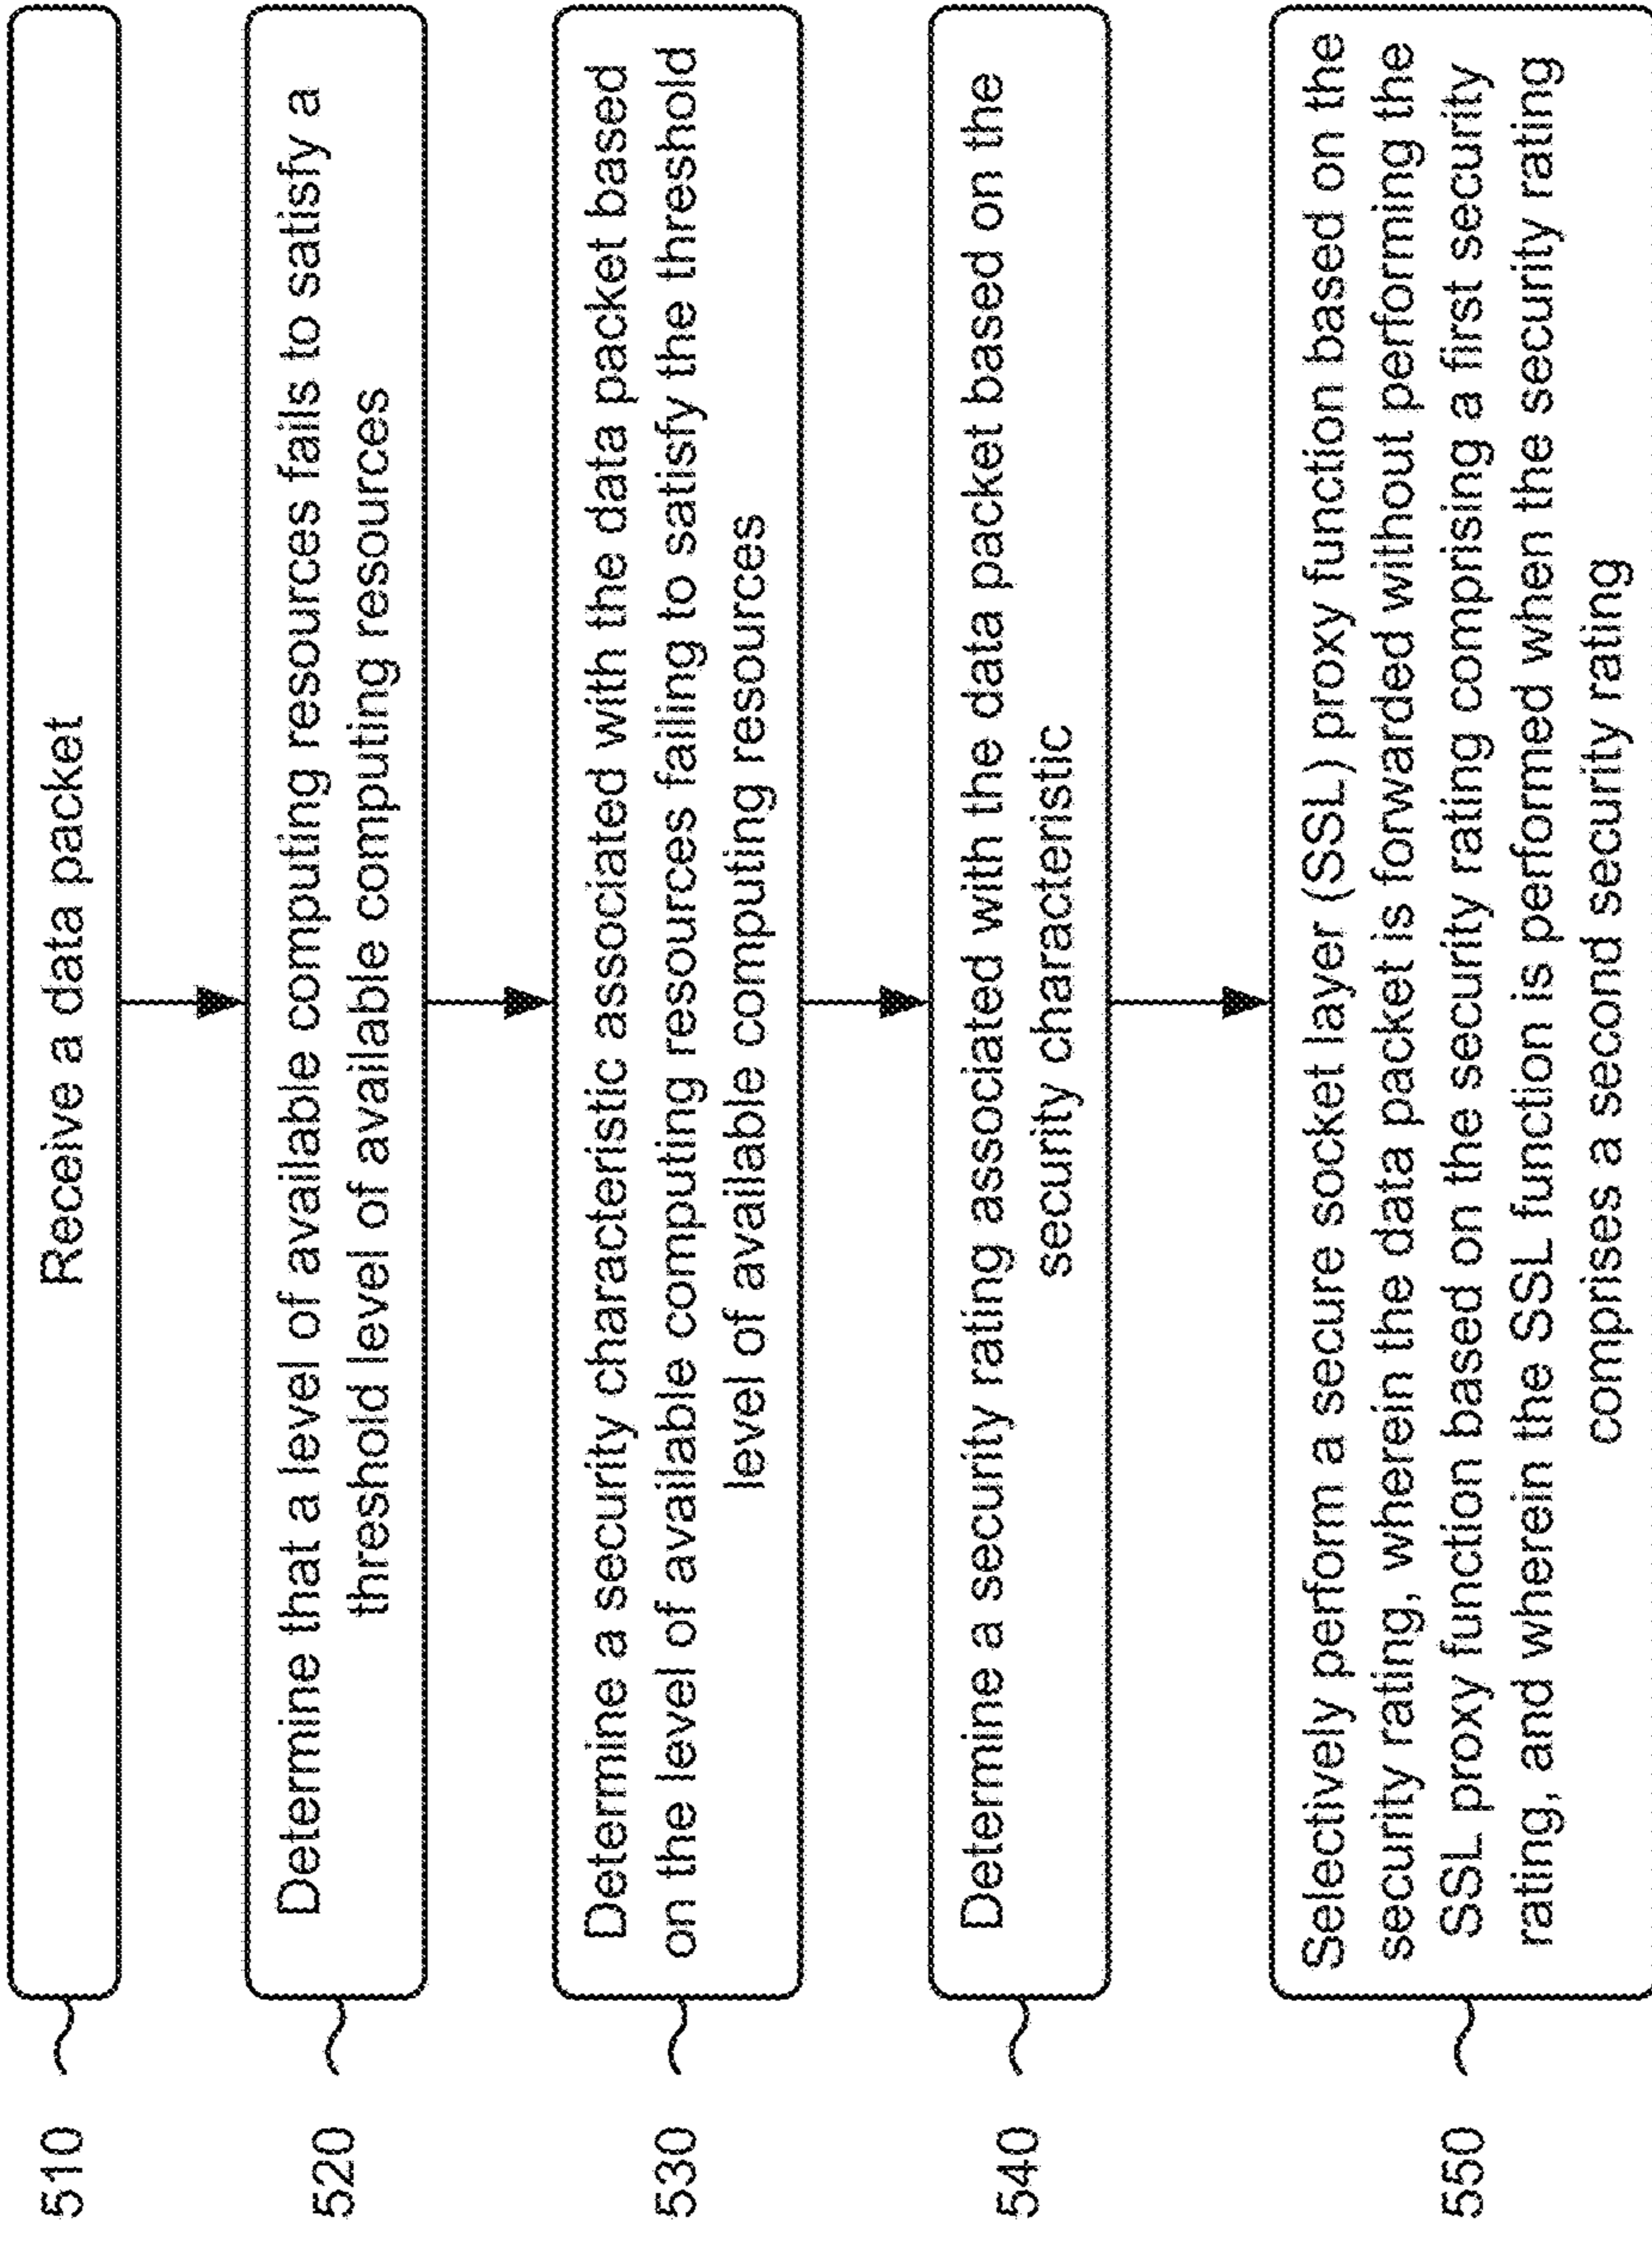 510
Receive a data packet
520
Determine that a level of available computing resources fails to satisfy a
threshold level of available computing resources
530
Determine a security characteristic associated with the data packet based
on the level of available computing resources failing to satisfy the threshold
level of available computing resources
540
Determine a security rating associated with the data packet based on the
security characteristic
550
Selectively perform a secure socket layer (SSL) proxy function based on the
security rating, wherein the data packet is forwarded without performing the
SSL proxy function based on the security rating comprising a first security
rating, and wherein the SSL function is performed when the security rating
comprises a second security rating